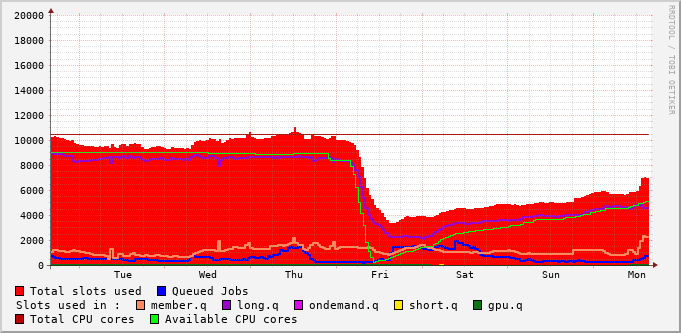 20000
18000
16000
14000
12000
10000
8000
6000
4000
2000
0
Tue Wed Thu Fri Sat Sun Mon
Total slots used Queued Jobs
Slots used in : member.q long.q ondemand.q short.q gpu.q
Total CPU cores Available CPU cores
RRDTOOL / TOBI OETIKER